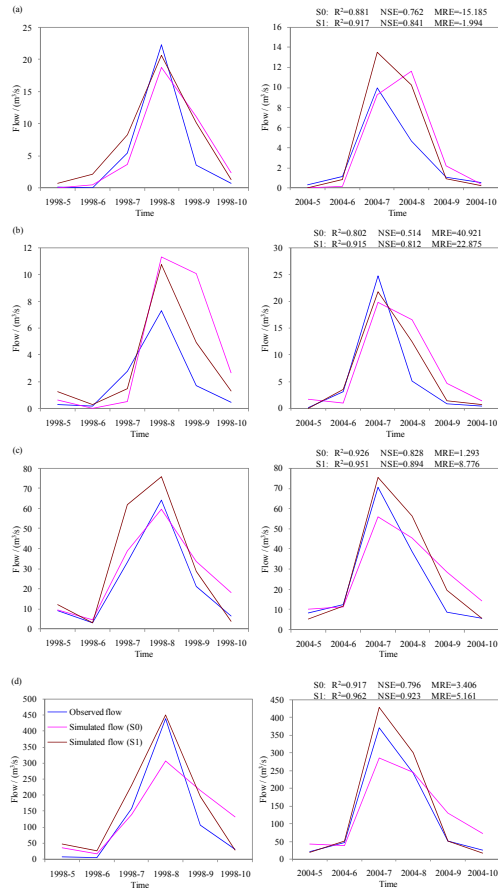 (a)
S0: R²=0.881 NSE=0.762 MRE=-15.185
S1: R²=0.917 NSE=0.841 MRE=-1.994
Flow / (m³/s)
25
20
15
10
5
0
1998-5 1998-6 1998-7 1998-8 1998-9 1998-10
Time
Flow / (m³/s)
16
14
12
10
8
6
4
2
0
2004-5 2004-6 2004-7 2004-8 2004-9 2004-10
Time
(b)
S0: R²=0.802 NSE=0.514 MRE=40.921
S1: R²=0.915 NSE=0.812 MRE=22.875
Flow / (m³/s)
12
10
8
6
4
2
0
1998-5 1998-6 1998-7 1998-8 1998-9 1998-10
Time
Flow / (m³/s)
30
25
20
15
10
5
0
2004-5 2004-6 2004-7 2004-8 2004-9 2004-10
Time
(c)
S0: R²=0.926 NSE=0.828 MRE=1.293
S1: R²=0.951 NSE=0.894 MRE=8.776
Flow / (m³/s)
80
70
60
50
40
30
20
10
0
1998-5 1998-6 1998-7 1998-8 1998-9 1998-10
Time
Flow / (m³/s)
80
70
60
50
40
30
20
10
0
2004-5 2004-6 2004-7 2004-8 2004-9 2004-10
Time
(d)
S0: R²=0.917 NSE=0.796 MRE=3.406
S1: R²=0.962 NSE=0.923 MRE=5.161
Flow / (m³/s)
500
450
400
350
300
250
200
150
100
50
0
Observed flow
Simulated flow (S0)
Simulated flow (S1)
1998-5 1998-6 1998-7 1998-8 1998-9 1998-10
Time
Flow / (m³/s)
450
400
350
300
250
200
150
100
50
0
2004-5 2004-6 2004-7 2004-8 2004-9 2004-10
Time